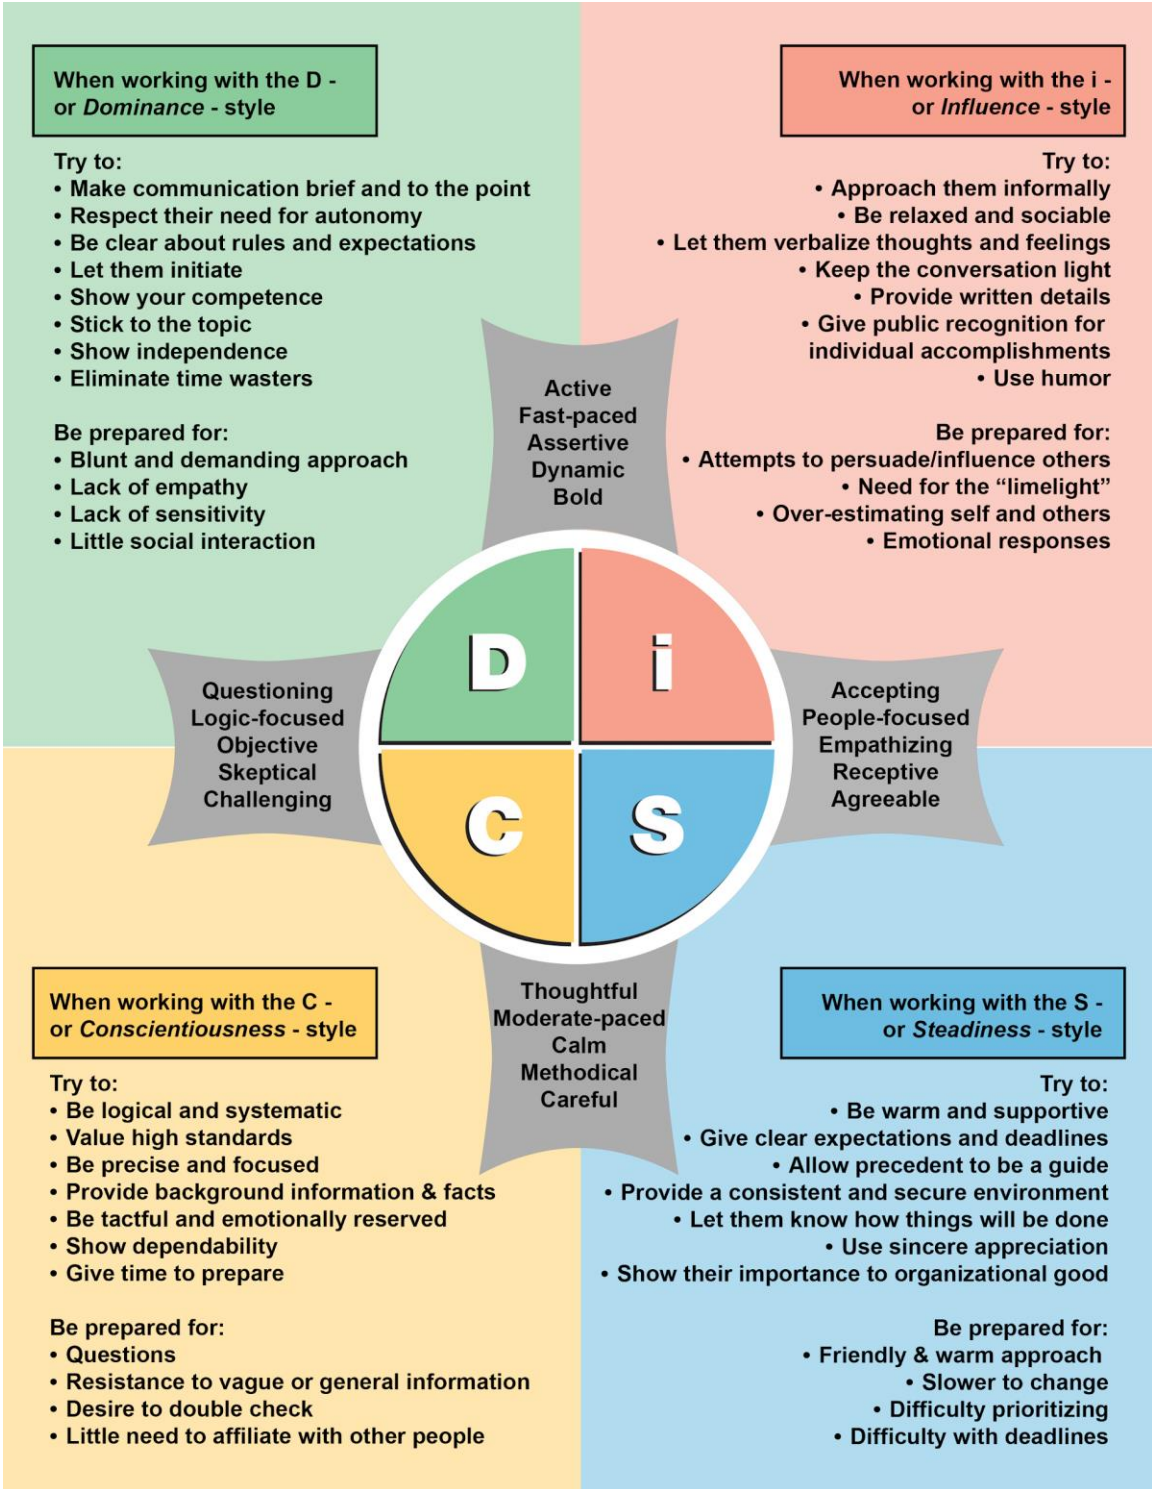 When working with the D -
or Dominance - style
Try to:
• Make communication brief and to the point
• Respect their need for autonomy
• Be clear about rules and expectations
• Let them initiate
• Show your competence
• Stick to the topic
• Show independence
• Eliminate time wasters
Be prepared for:
• Blunt and demanding approach
• Lack of empathy
• Lack of sensitivity
• Little social interaction
When working with the i -
or Influence - style
Try to:
• Approach them informally
• Be relaxed and sociable
• Let them verbalize thoughts and feelings
• Keep the conversation light
• Provide written details
• Give public recognition for
individual accomplishments
• Use humor
Be prepared for:
• Attempts to persuade/influence others
• Need for the “limelight”
• Over-estimating self and others
• Emotional responses
Active
Fast-paced
Assertive
Dynamic
Bold
Questioning
Logic-focused
Objective
Skeptical
Challenging
D
i
C
S
Accepting
People-focused
Empathizing
Receptive
Agreeable
Thoughtful
Moderate-paced
Calm
Methodical
Careful
When working with the C -
or Conscientiousness - style
Try to:
• Be logical and systematic
• Value high standards
• Be precise and focused
• Provide background information & facts
• Be tactful and emotionally reserved
• Show dependability
• Give time to prepare
Be prepared for:
• Questions
• Resistance to vague or general information
• Desire to double check
• Little need to affiliate with other people
When working with the S -
or Steadiness - style
Try to:
• Be warm and supportive
• Give clear expectations and deadlines
• Allow precedent to be a guide
• Provide a consistent and secure environment
• Let them know how things will be done
• Use sincere appreciation
• Show their importance to organizational good
Be prepared for:
• Friendly & warm approach
• Slower to change
• Difficulty prioritizing
• Difficulty with deadlines